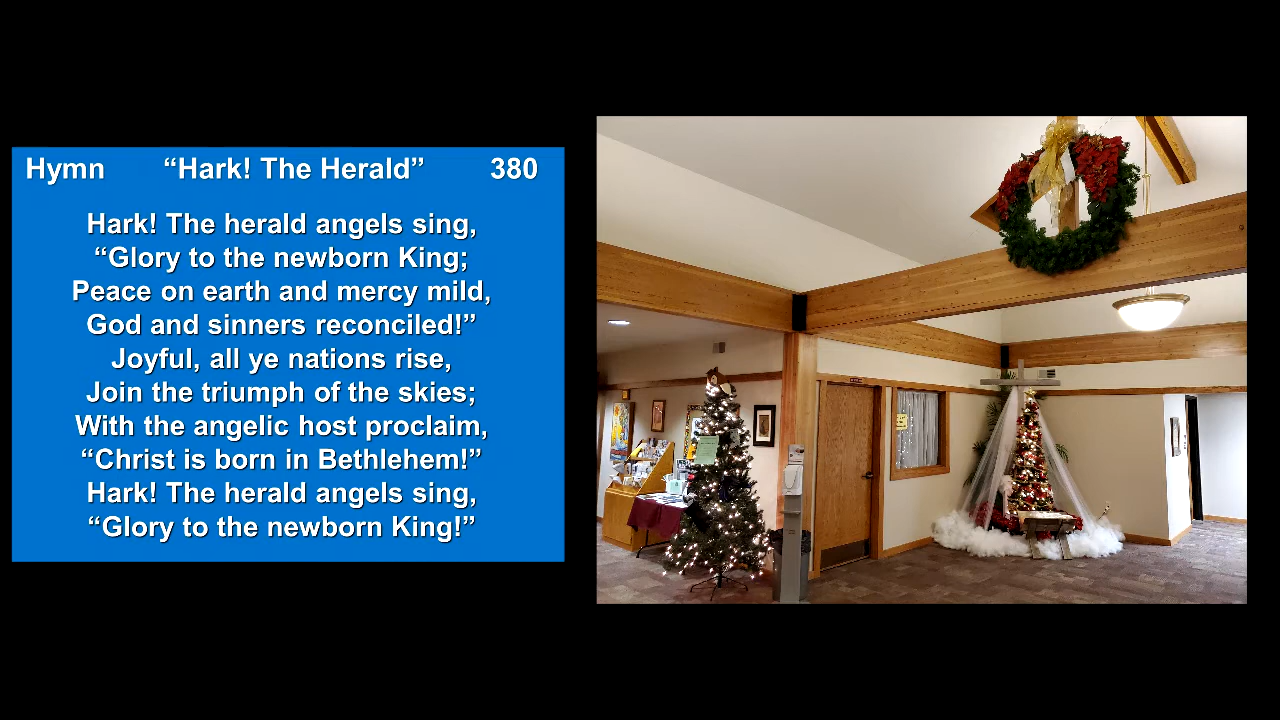 Hymn “Hark! The Herald” 380
Hark! The herald angels sing,
“Glory to the newborn King;
Peace on earth and mercy mild,
God and sinners reconciled!”
Joyful, all ye nations rise,
Join the triumph of the skies;
With the angelic host proclaim,
“Christ is born in Bethlehem!”
Hark! The herald angels sing,
“Glory to the newborn King!”